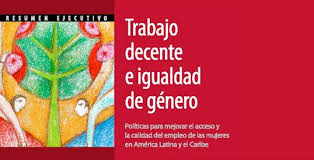 RESUMEN EJECUTIVO
Trabajo
decente
e igualdad
de género
Políticas para mejorar el acceso y
la calidad del empleo de las mujeres
en América Latina y el Caribe